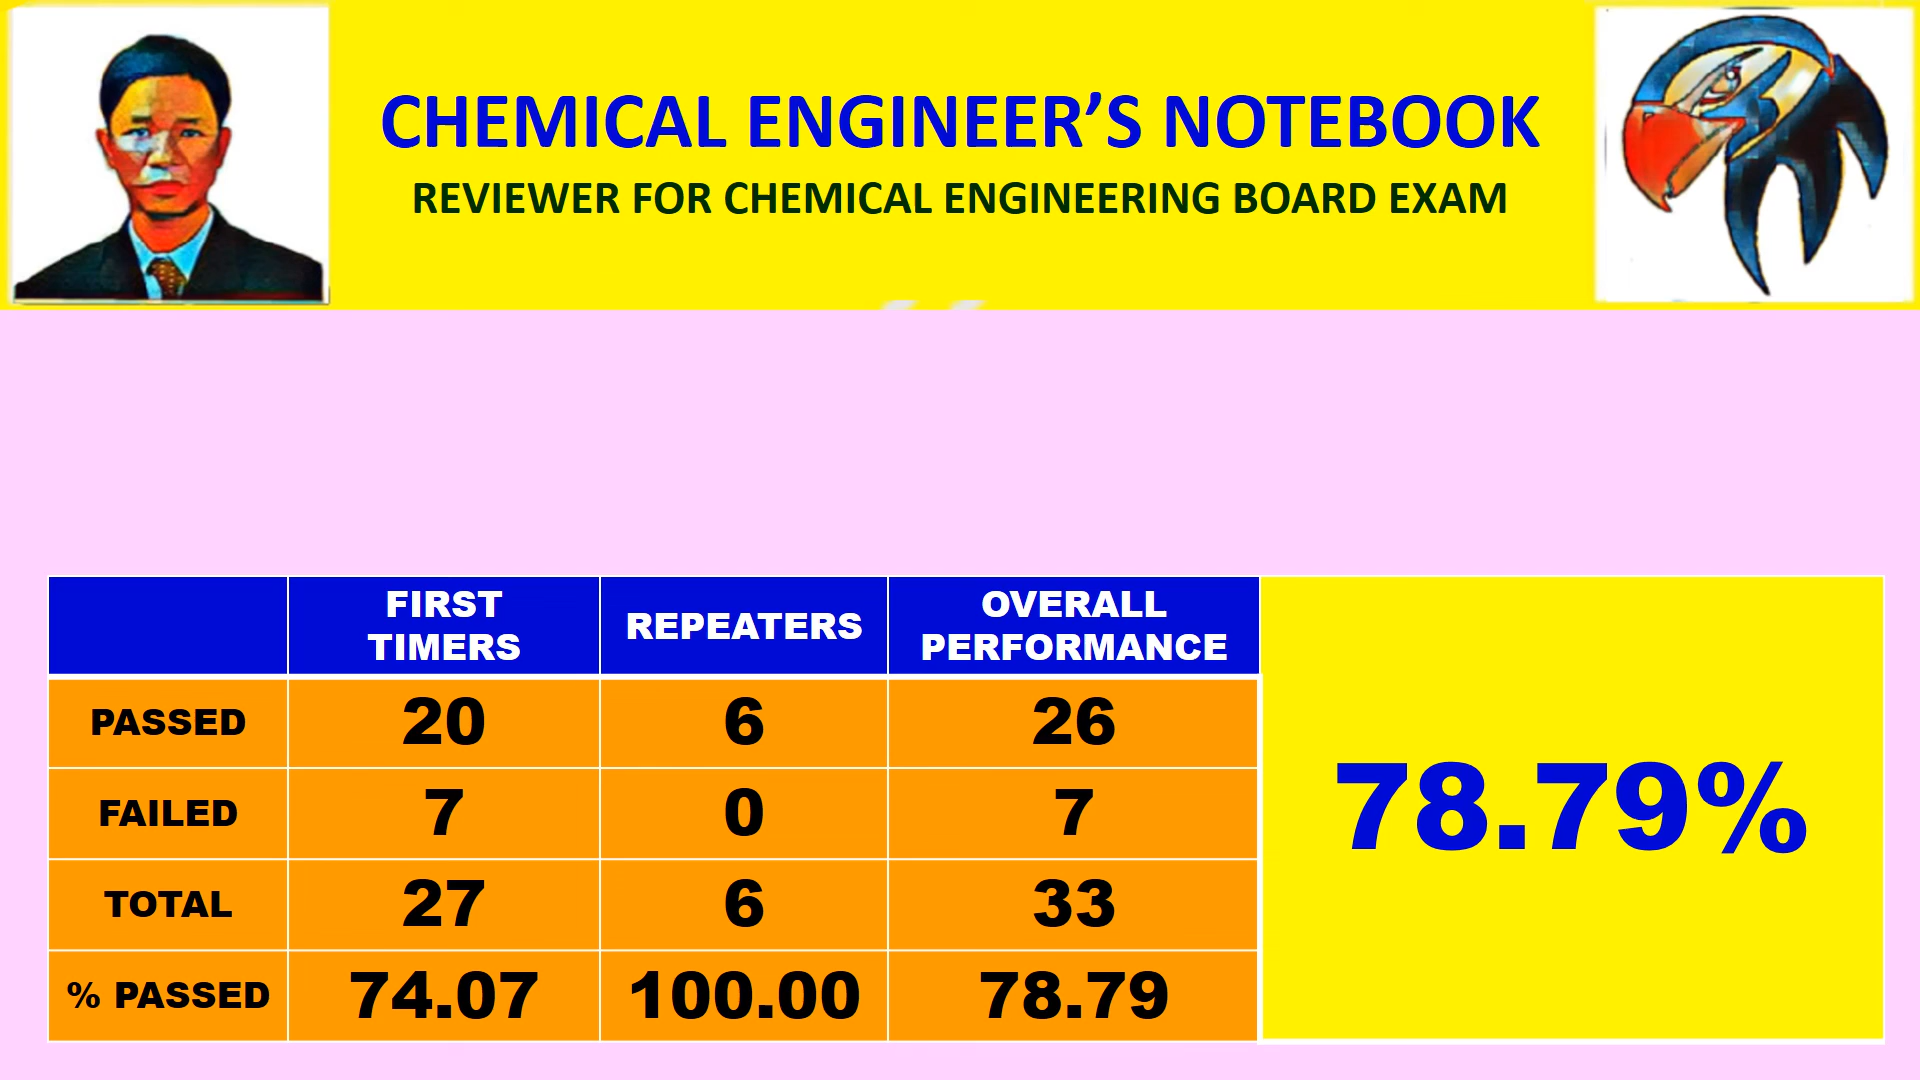 CHEMICAL ENGINEER’S NOTEBOOK
REVIEWER FOR CHEMICAL ENGINEERING BOARD EXAM
FIRST TIMERS REPEATERS OVERALL PERFORMANCE
PASSED 20 6 26
FAILED 7 0 7
TOTAL 27 6 33
% PASSED 74.07 100.00 78.79
78.79%